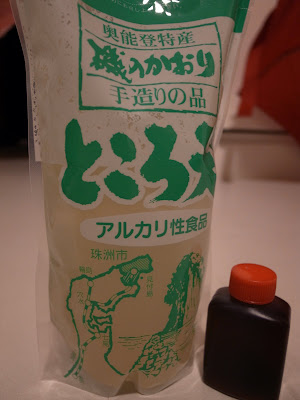 奥能登特産
磯のかおり
手造りの品
ところ天
アルカリ性食品
珠洲市